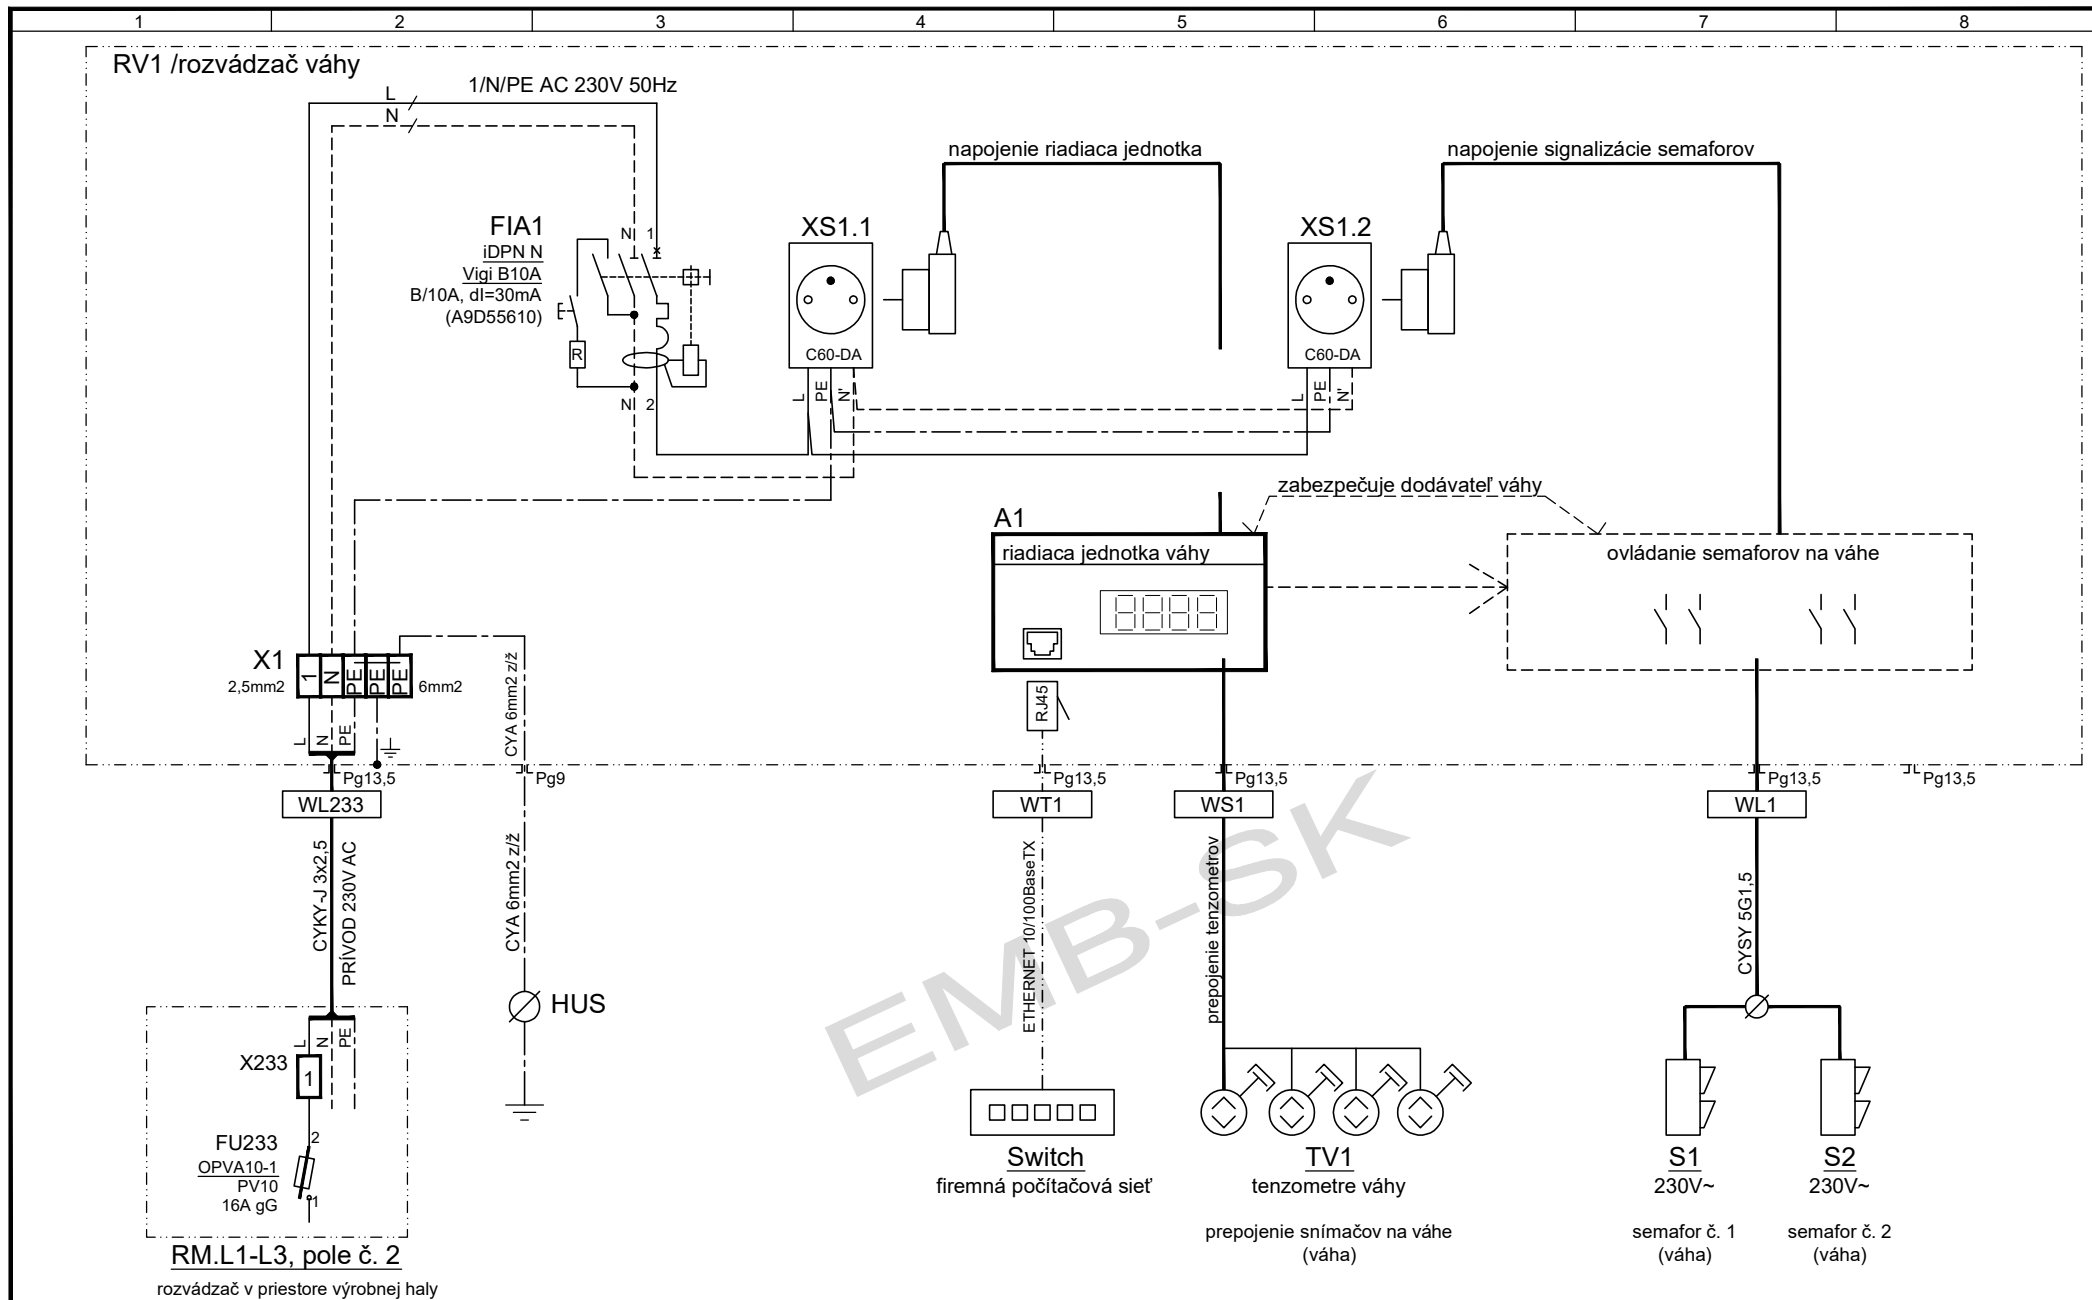 1 2 3 4 5 6 7 8
RV1 /rozvádzač váhy
1/N/PE AC 230V 50Hz
L
N
napojenie riadiaca jednotka
napojenie signalizácie semaforov
FIA1
iDPN N
Vigi B10A
B/10A, dI=30mA
(A9D55610)
N 1
R
N 2
XS1.1
C60-DA
L PE N'
XS1.2
C60-DA
L PE N'
zabezpečuje dodávateľ váhy
A1
riadiaca jednotka váhy
8888
ovládanie semaforov na váhe
X1
2,5mm2
1 N PE PE PE
6mm2
L N PE
CYA 6mm2 z/ž
RJ45
Pg13,5
Pg9
Pg13,5
Pg13,5
Pg13,5
Pg13,5
WL233
WT1
WS1
WL1
CYKY-J 3x2,5
PRÍVOD 230V AC
CYA 6mm2 z/ž
ETHERNET 10/100BaseTX
prepojenie tenzometrov
CYSY 5G1,5
EMB-SK
HUS
L N PE
X233
1
FU233
OPVA10-1
PV10
16A gG
2
1
RM.L1-L3, pole č. 2
rozvádzač v priestore výrobnej haly
Switch
firemná počítačová sieť
TV1
tenzometre váhy
prepojenie snímačov na váhe
(váha)
S1
230V~
semafor č. 1
(váha)
S2
230V~
semafor č. 2
(váha)